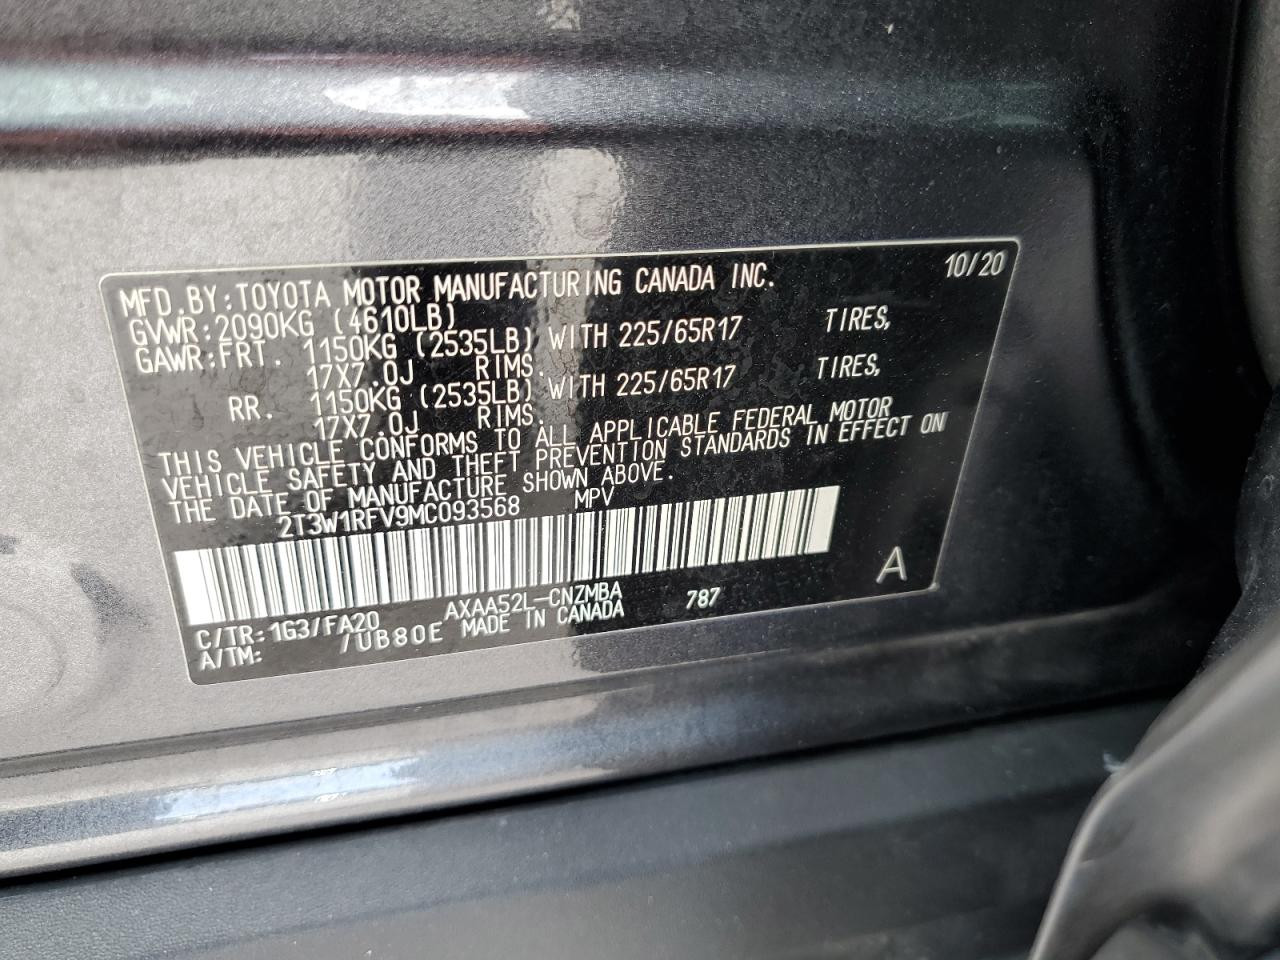 MFD.BY:TOYOTA MOTOR MANUFACTURING CANADA INC. 10/20
GVWR:2090KG (4610LB)
GAWR:FRT. 1150KG (2535LB) WITH 225/65R17 TIRES,
17X7.0J RIMS.
RR. 1150KG (2535LB) WITH 225/65R17 TIRES,
17X7.0J RIMS.
THIS VEHICLE CONFORMS TO ALL APPLICABLE FEDERAL MOTOR
VEHICLE SAFETY AND THEFT PREVENTION STANDARDS IN EFFECT ON
THE DATE OF MANUFACTURE SHOWN ABOVE.
2T3W1RFV9MC093568 MPV
A
C/TR:1G3/FA20 AXAA52L-CNZMBA 787
A/TM: /UB80E MADE IN CANADA